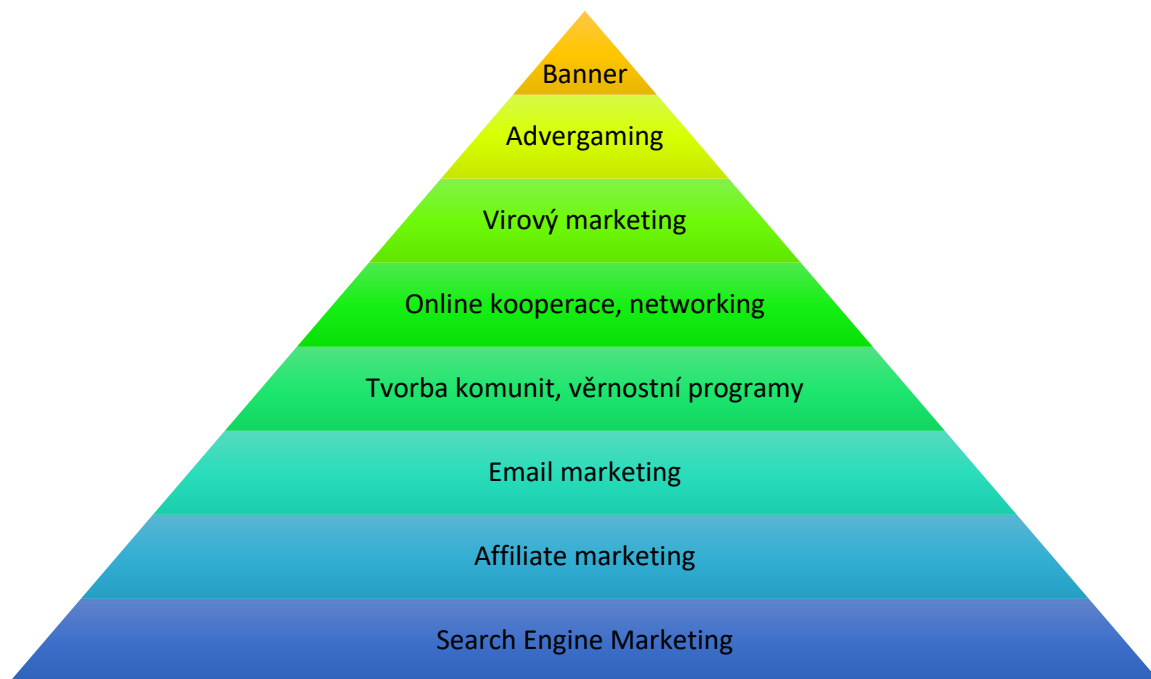 Banner
Advergaming
Virový marketing
Online kooperace, networking
Tvorba komunit, věrnostní programy
Email marketing
Affiliate marketing
Search Engine Marketing